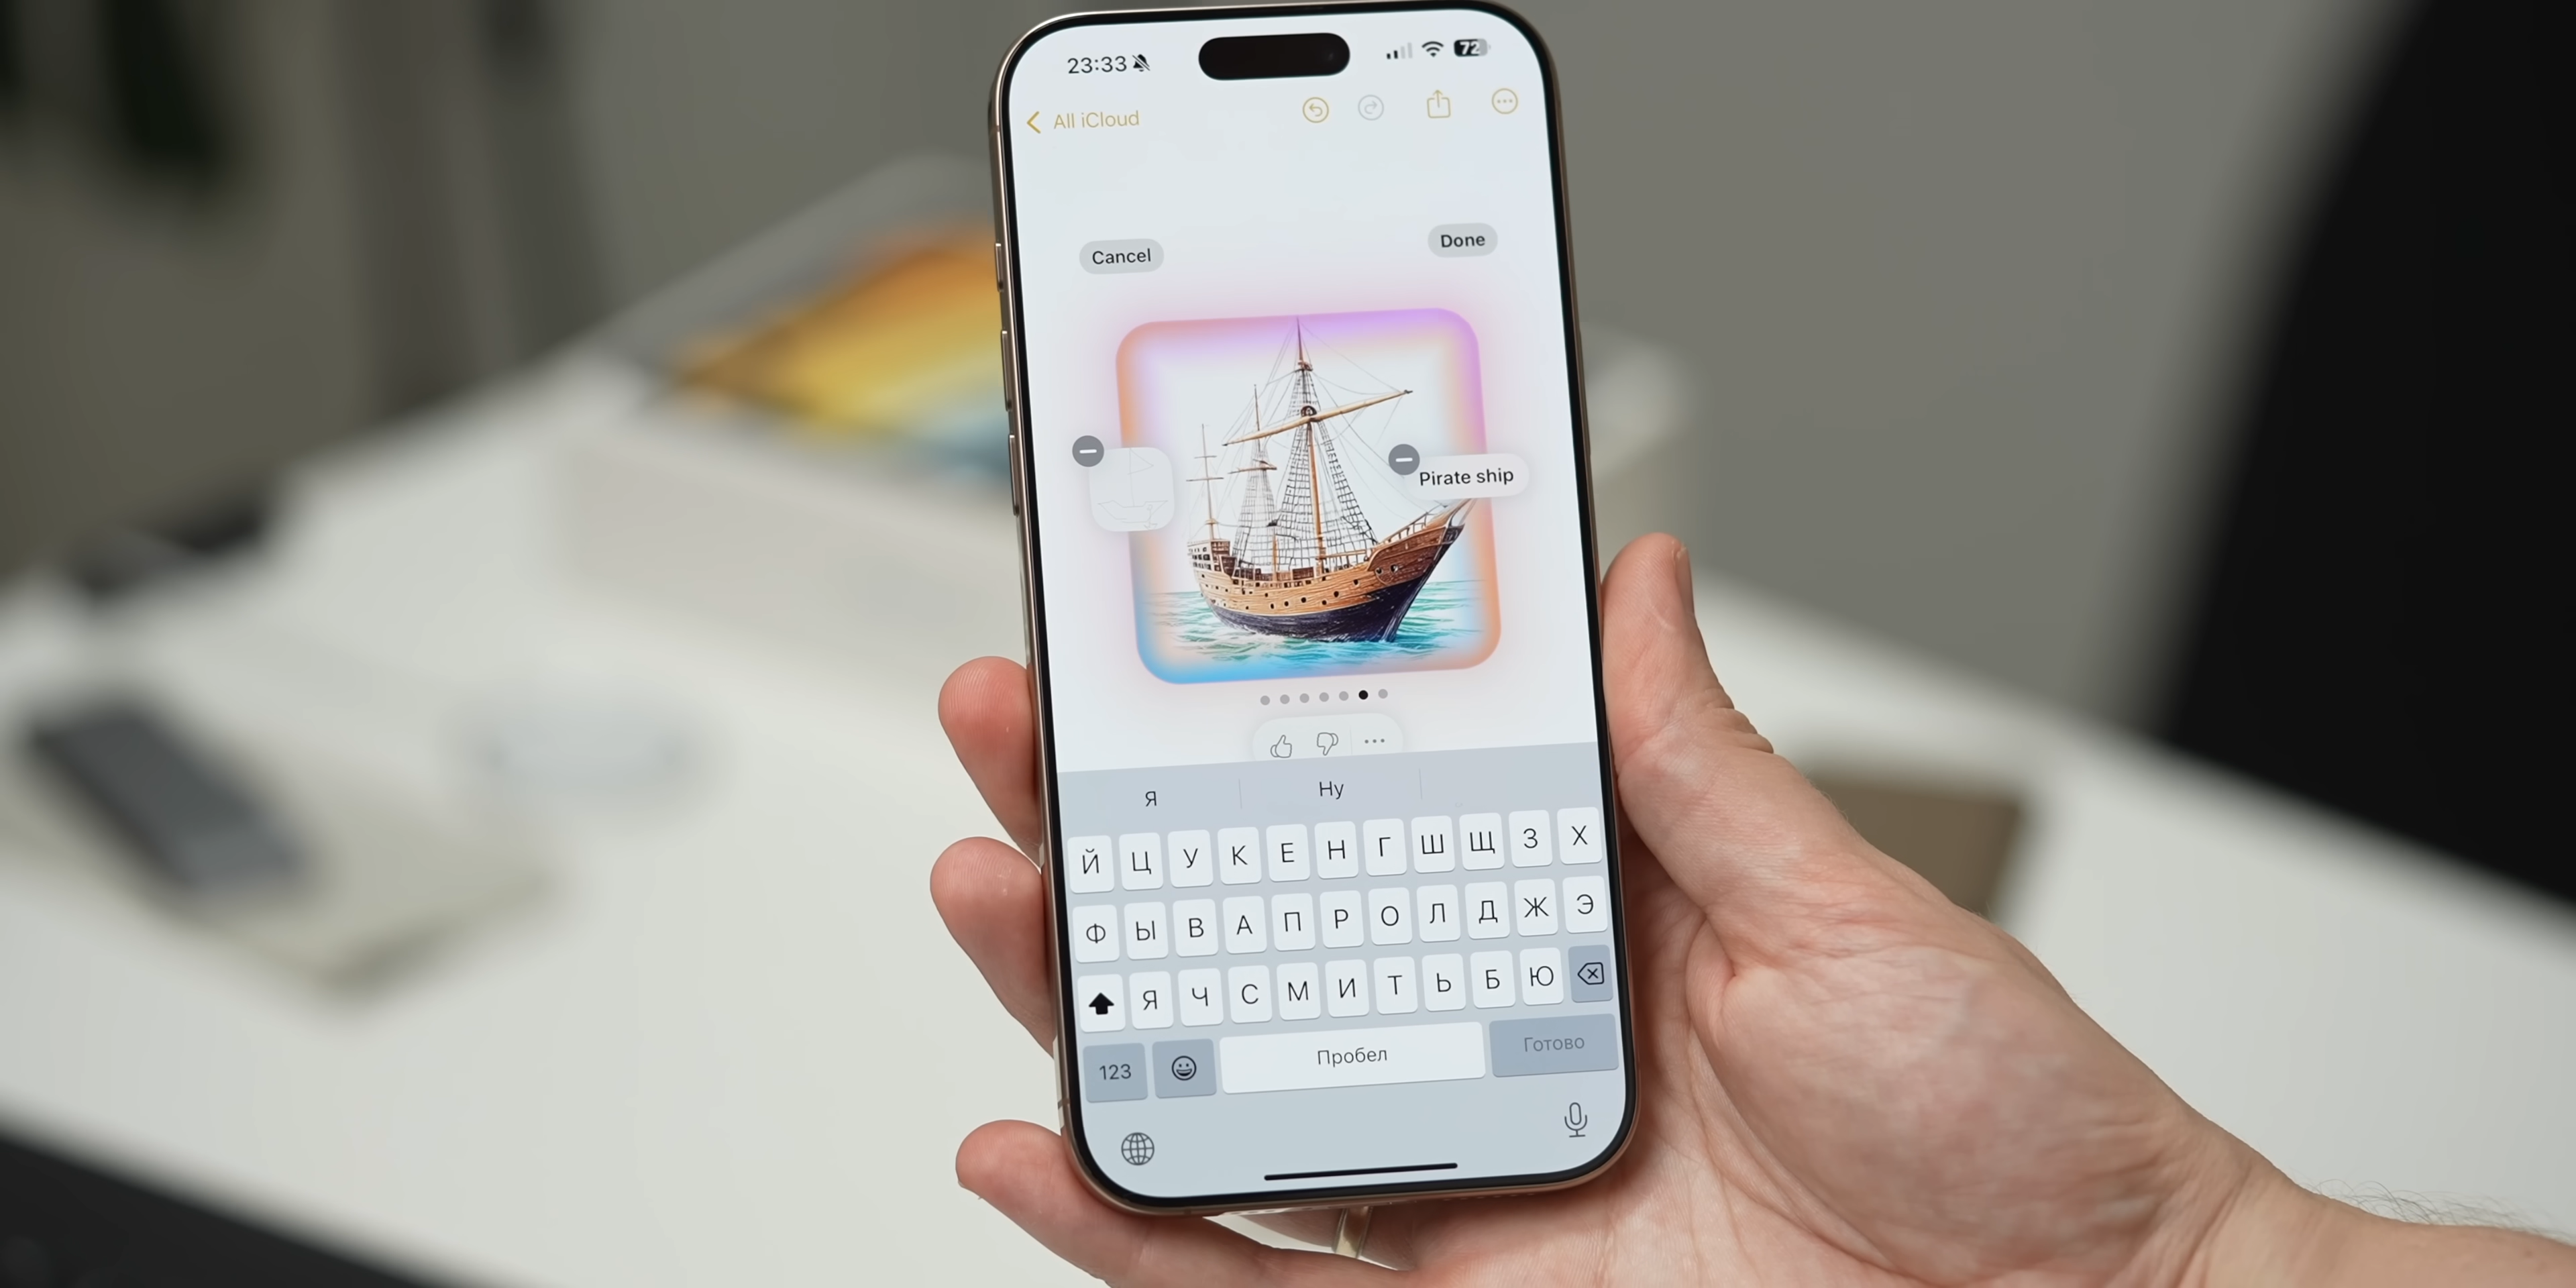 23:33 72
All iCloud
Cancel Done
Pirate ship
Я Ну
Й Ц У К Е Н Г Ш Щ З Х
Ф Ы В А П Р О Л Д Ж Э
Я Ч С М И Т Ь Б Ю
123 Пробел Готово